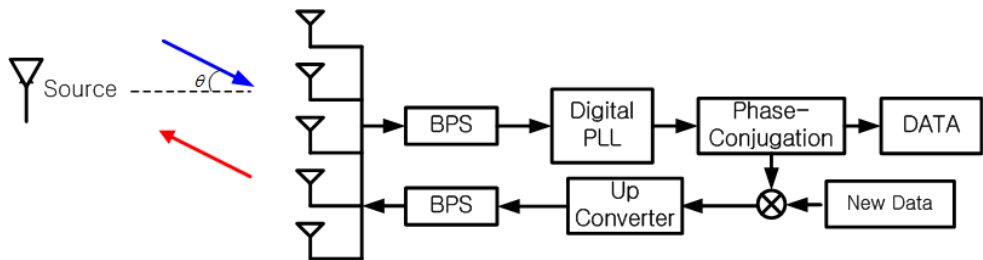 Source
θ
BPS
Digital
PLL
Phase-
Conjugation
DATA
BPS
Up
Converter
New Data